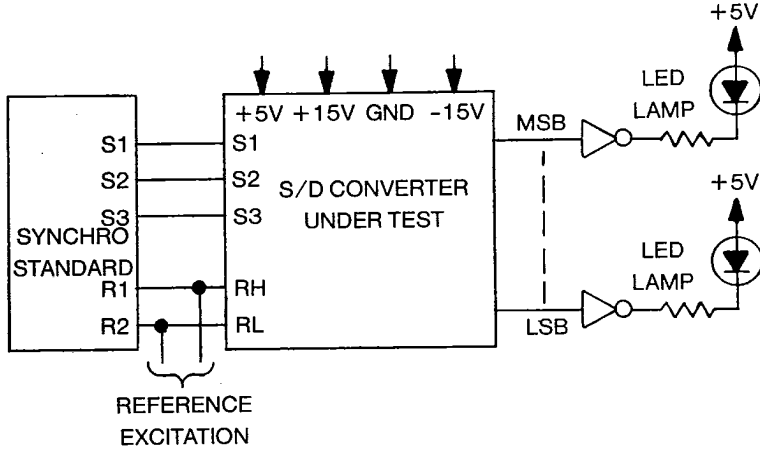 +5V
LED
LAMP
+5V +15V GND -15V
MSB
S1
S1
S2
S2
S/D CONVERTER
UNDER TEST
S3
S3
SYNCHRO
STANDARD
+5V
LED
LAMP
R1
RH
R2
RL
LSB
REFERENCE
EXCITATION